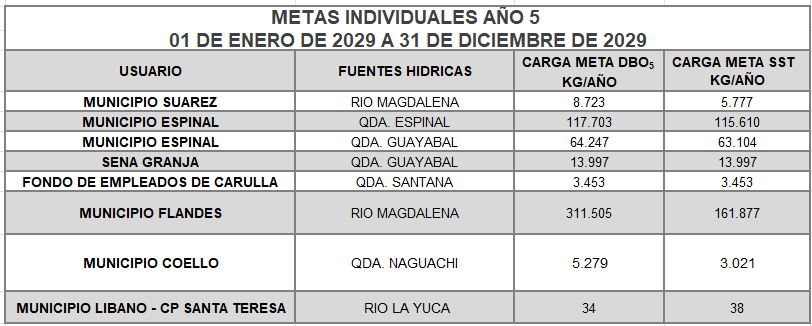 METAS INDIVIDUALES AÑO 5
01 DE ENERO DE 2029 A 31 DE DICIEMBRE DE 2029
USUARIO FUENTES HIDRICAS CARGA META DBO₅ KG/AÑO CARGA META SST KG/AÑO
MUNICIPIO SUAREZ RIO MAGDALENA 8.723 5.777
MUNICIPIO ESPINAL QDA. ESPINAL 117.703 115.610
MUNICIPIO ESPINAL QDA. GUAYABAL 64.247 63.104
SENA GRANJA QDA. GUAYABAL 13.997 13.997
FONDO DE EMPLEADOS DE CARULLA QDA. SANTANA 3.453 3.453
MUNICIPIO FLANDES RIO MAGDALENA 311.505 161.877
MUNICIPIO COELLO QDA. NAGUACHI 5.279 3.021
MUNICIPIO LIBANO - CP SANTA TERESA RIO LA YUCA 34 38